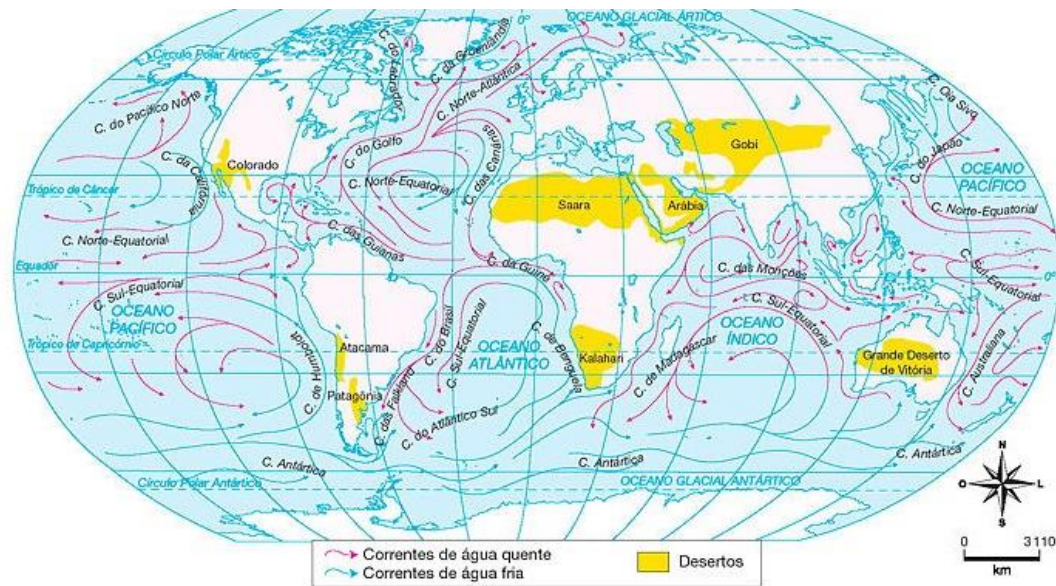 OCEANO GLACIAL ÁRTICO
0°
Círculo Polar Ártico
C. do Labrador
C. da Groenlândia
C. Norte-Atlântica
C. Oia Sivo
C. do Pacífico Norte
C. do Golfo
C. das Canárias
C. do Japão
Gobi
OCEANO
PACÍFICO
C. da Califórnia
Colorado
C. Norte-Equatorial
Trópico de Câncer
Saara
Arábia
C. Norte-Equatorial
C. Norte-Equatorial
C. das Guianas
C. da Guiné
C. das Monções
Equador
C. Sul-Equatorial
0°
C. Sul-Equatorial
C. Sul-Equatorial
OCEANO
PACÍFICO
C. do Brasil
C. Sul-Equatorial
OCEANO
ATLÂNTICO
C. de Benguela
OCEANO
ÍNDICO
Trópico de Capricórnio
C. de Humboldt
Atacama
Kalahari
C. de Madagáscar
Grande Deserto
de Vitória
C. Australiana
Patagônia
C. das Falkland
C. do Atlântico Sul
C. Antártica
C. Antártica
C. Antártica
Círculo Polar Antártico
OCEANO GLACIAL ANTÁRTICO
N
O
L
S
Correntes de água quente
Correntes de água fria
Desertos
0 3110
km